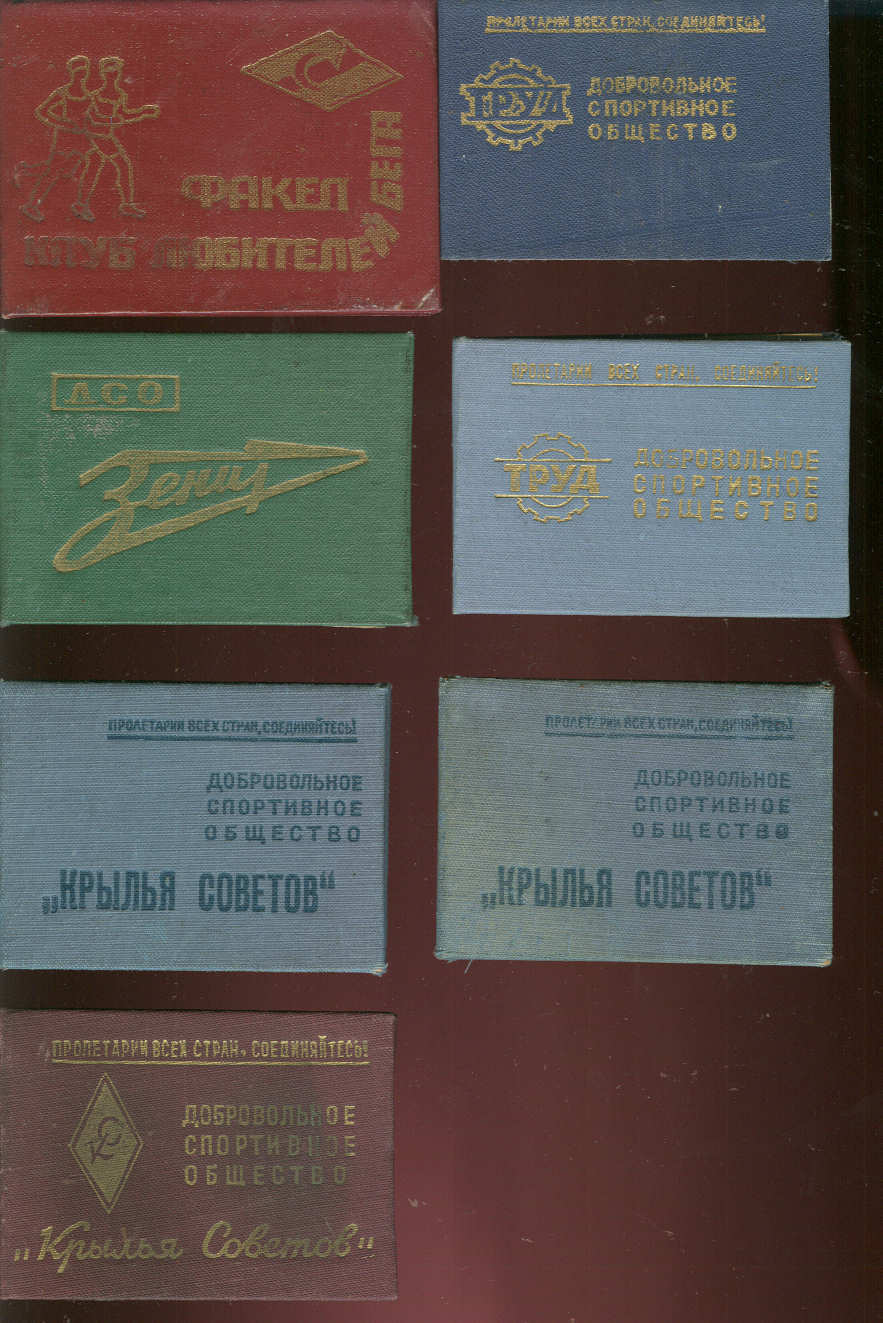 ФАКЕЛ
КЛУБ ЛЮБИТЕЛЕЙ БЕГА
ПРОЛЕТАРИИ ВСЕХ СТРАН, СОЕДИНЯЙТЕСЬ!
ТРУД
ДОБРОВОЛЬНОЕ
СПОРТИВНОЕ
ОБЩЕСТВО
ДСО
Зенит
ПРОЛЕТАРИИ ВСЕХ СТРАН, СОЕДИНЯЙТЕСЬ!
ТРУД
ДОБРОВОЛЬНОЕ
СПОРТИВНОЕ
ОБЩЕСТВО
ПРОЛЕТАРИИ ВСЕХ СТРАН, СОЕДИНЯЙТЕСЬ!
ДОБРОВОЛЬНОЕ
СПОРТИВНОЕ
ОБЩЕСТВО
„КРЫЛЬЯ СОВЕТОВ“
ПРОЛЕТАРИИ ВСЕХ СТРАН, СОЕДИНЯЙТЕСЬ!
ДОБРОВОЛЬНОЕ
СПОРТИВНОЕ
ОБЩЕСТВО
„КРЫЛЬЯ СОВЕТОВ“
ПРОЛЕТАРИИ ВСЕХ СТРАН, СОЕДИНЯЙТЕСЬ!
КС
ДОБРОВОЛЬНОЕ
СПОРТИВНОЕ
ОБЩЕСТВО
„Крылья Советов“